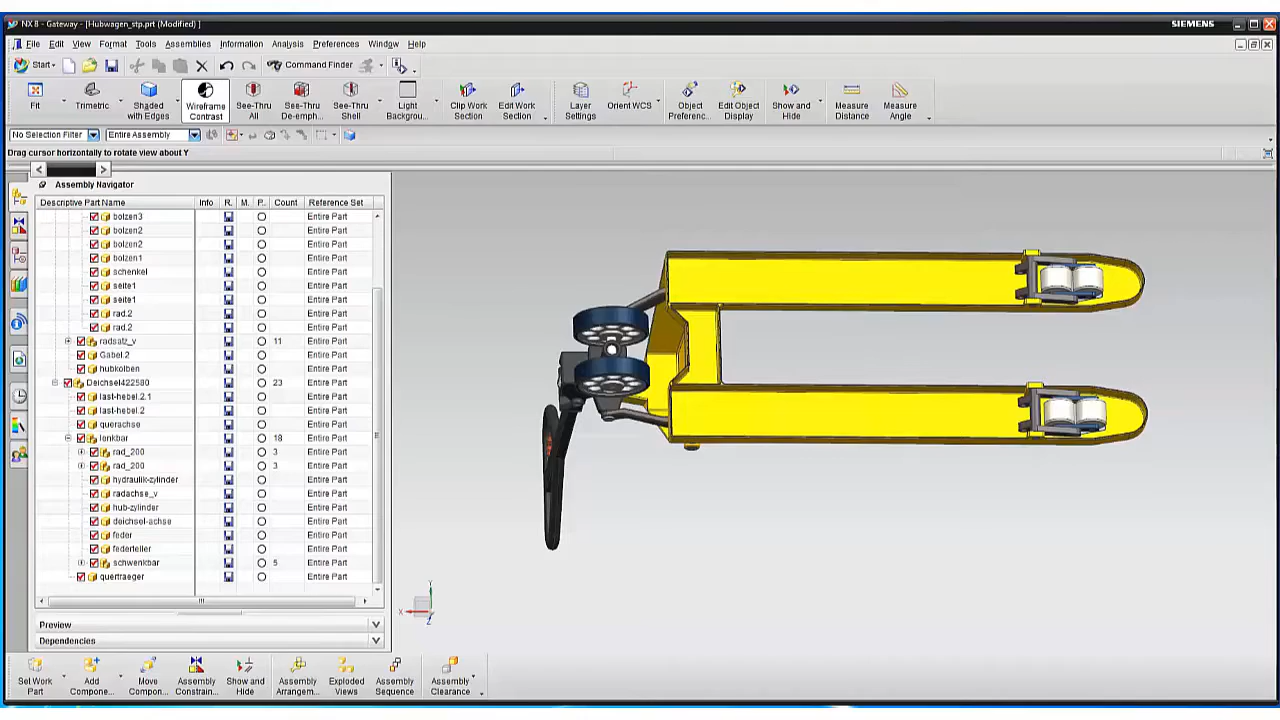 NX 8 - Gateway - [Hubwagen_stp.prt (Modified) ]
SIEMENS
File Edit View Format Tools Assemblies Information Analysis Preferences Window Help
Start Command Finder
Fit Trimetric Shaded with Edges Wireframe Contrast See-Thru All See-Thru De-emph... See-Thru Shell Light Backgrou... Clip Work Section Edit Work Section Layer Settings Orient WCS Object Preferenc... Edit Object Display Show and Hide Measure Distance Measure Angle
No Selection Filter Entire Assembly
Drag cursor horizontally to rotate view about Y
Assembly Navigator
Descriptive Part Name Info R. M. P.. Count Reference Set
bolzen3 Entire Part
bolzen2 Entire Part
bolzen2 Entire Part
bolzen1 Entire Part
schenkel Entire Part
seite1 Entire Part
seite1 Entire Part
rad.2 Entire Part
rad.2 Entire Part
radsatz_v 11 Entire Part
Gabel.2 Entire Part
hubkolben Entire Part
Deichsel422580 23 Entire Part
last-hebel.2.1 Entire Part
last-hebel.2 Entire Part
querachse Entire Part
lenkbar 18 Entire Part
rad_200 3 Entire Part
rad_200 3 Entire Part
hydraulik-zylinder Entire Part
radachse_v Entire Part
hub-zylinder Entire Part
deichsel-achse Entire Part
feder Entire Part
federteller Entire Part
schwenkbar 5 Entire Part
quertraeger Entire Part
Y
X
Z
Preview
Dependencies
Set Work Part Add Compone... Move Compon... Assembly Constrain... Show and Hide Assembly Arrangem... Exploded Views Assembly Sequence Assembly Clearance